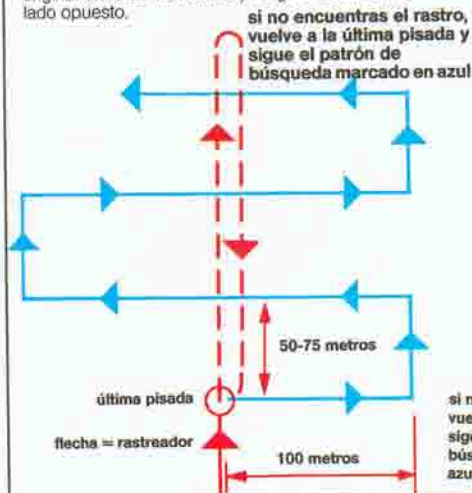 lado opuesto.
si no encuentras el rastro,
vuelve a la última pisada y
sigue el patrón de
búsqueda marcado en azul
50-75 metros
última pisada
flecha = rastreador
100 metros